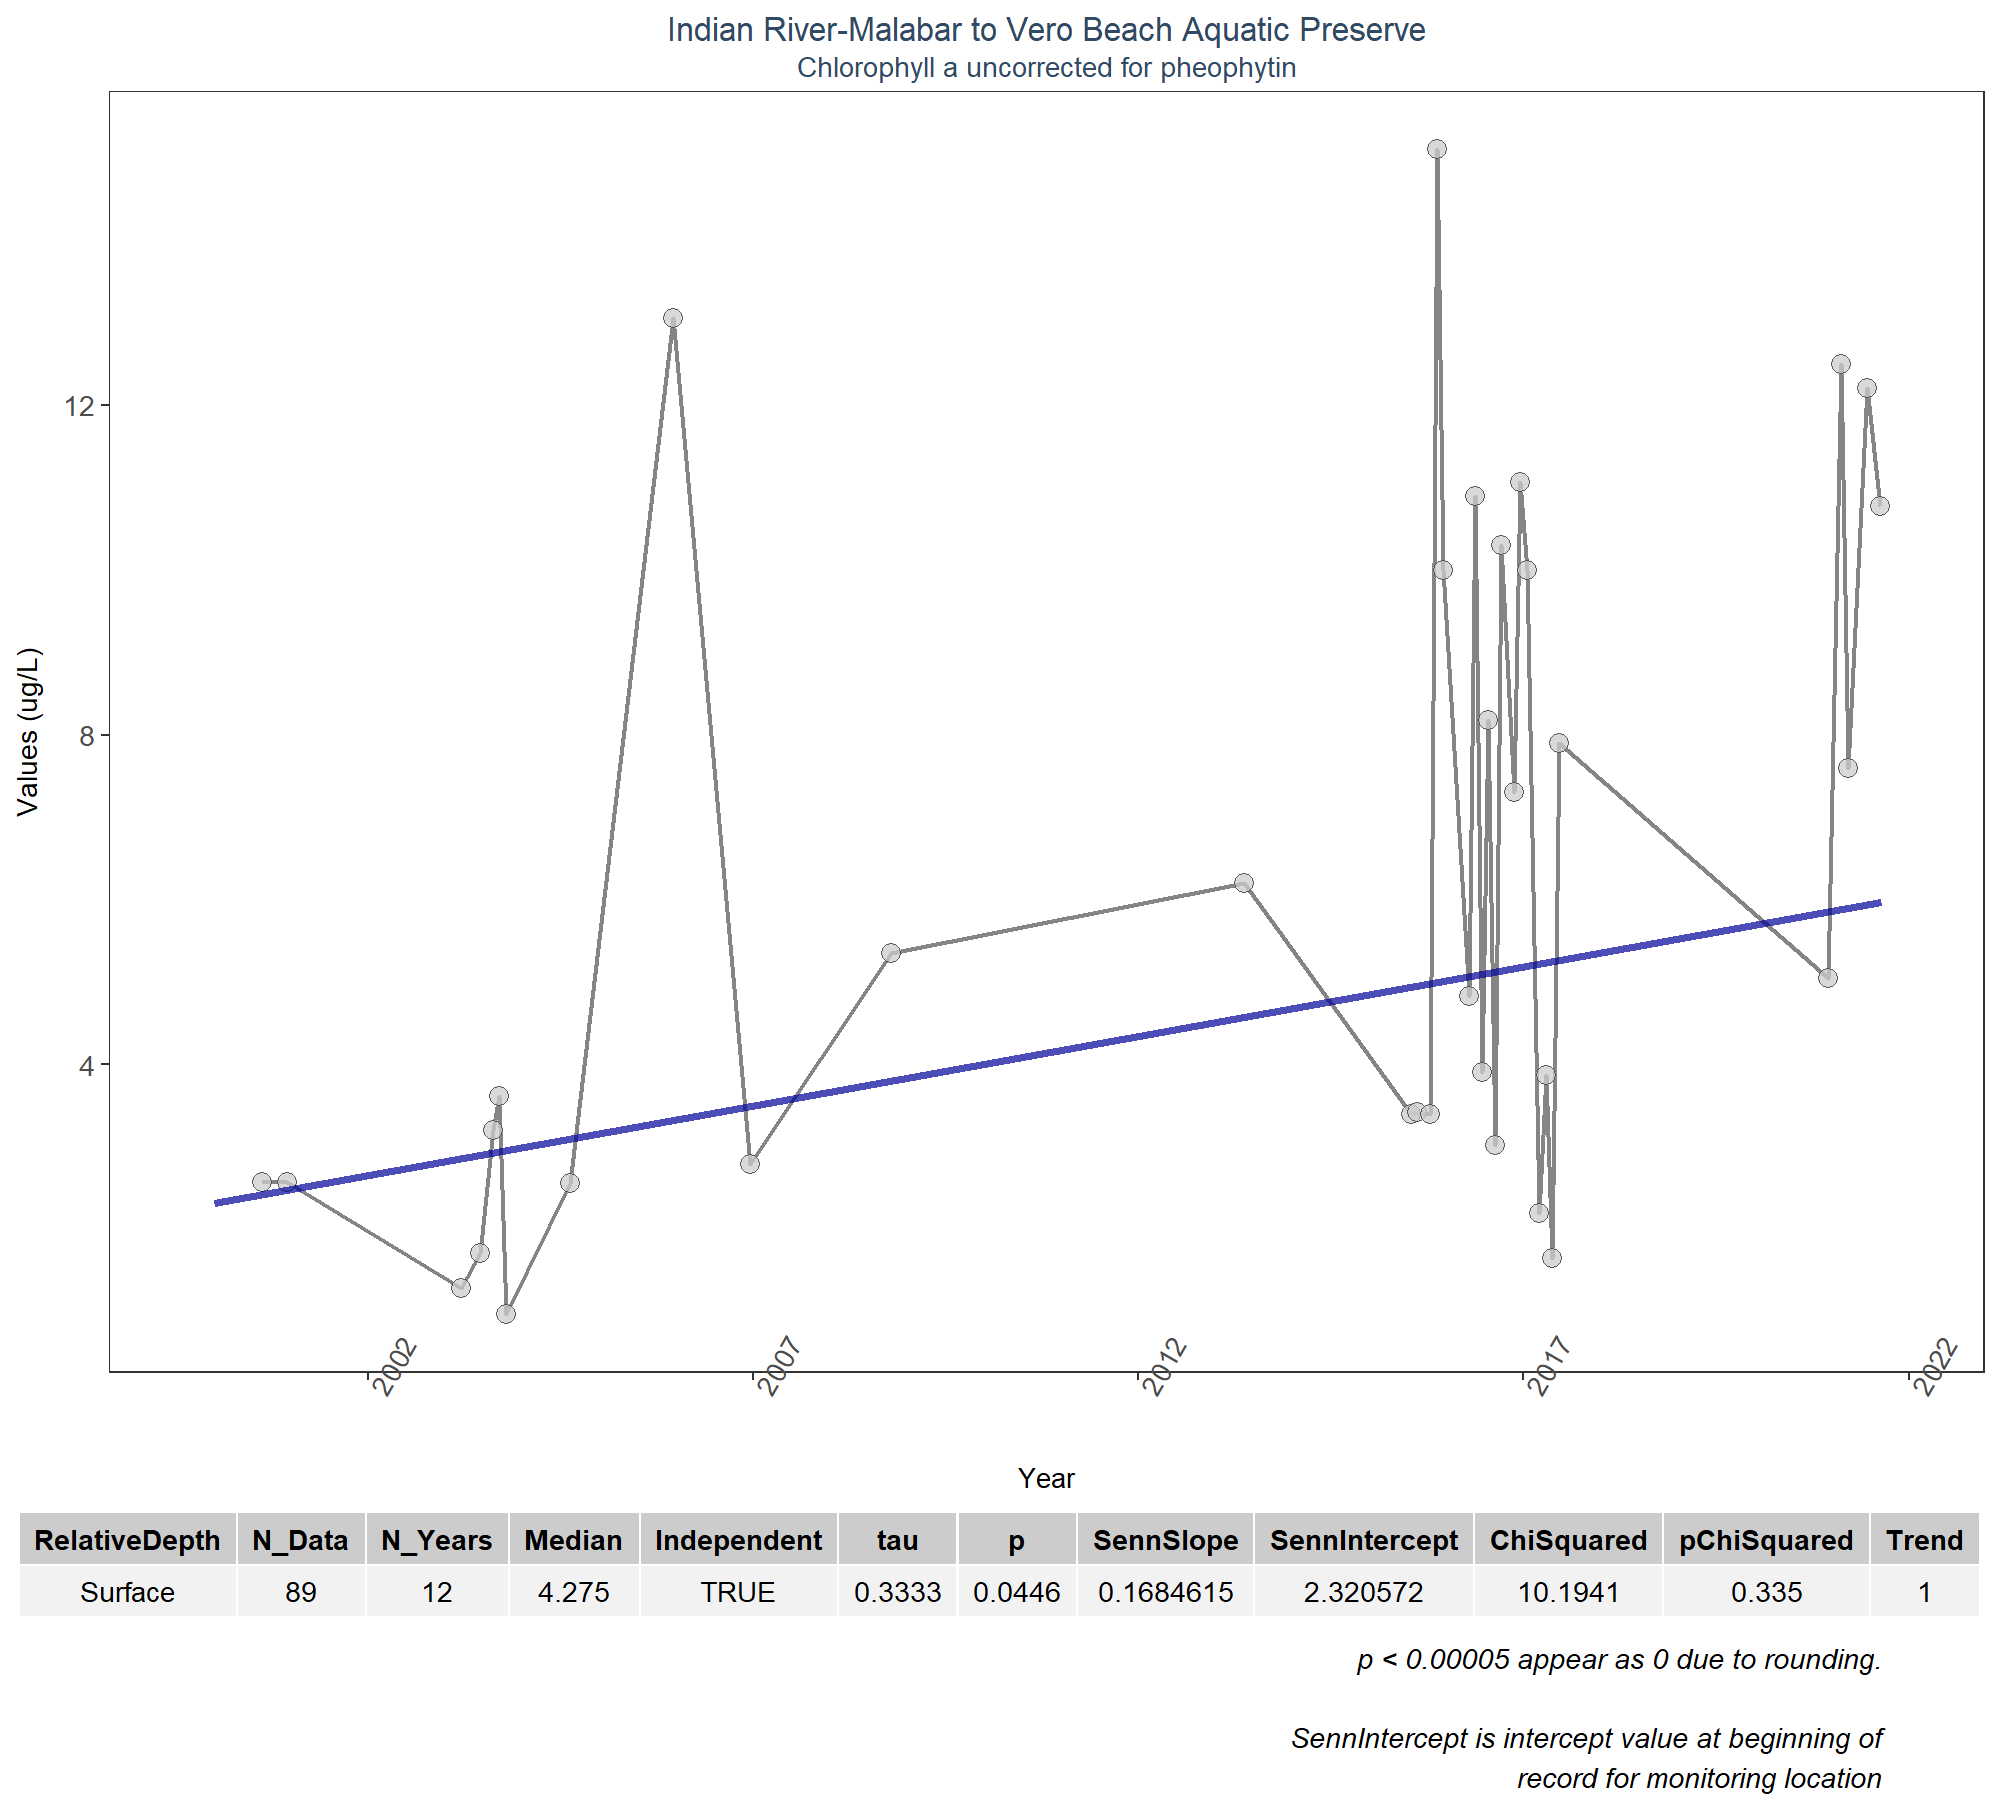 Indian River-Malabar to Vero Beach Aquatic Preserve
Chlorophyll a uncorrected for pheophytin
Values (ug/L)
12
8
4
2002 2007 2012 2017 2022
Year
RelativeDepth N_Data N_Years Median Independent tau p SennSlope SennIntercept ChiSquared pChiSquared Trend
Surface 89 12 4.275 TRUE 0.3333 0.0446 0.1684615 2.320572 10.1941 0.335 1
p < 0.00005 appear as 0 due to rounding.
SennIntercept is intercept value at beginning of
record for monitoring location